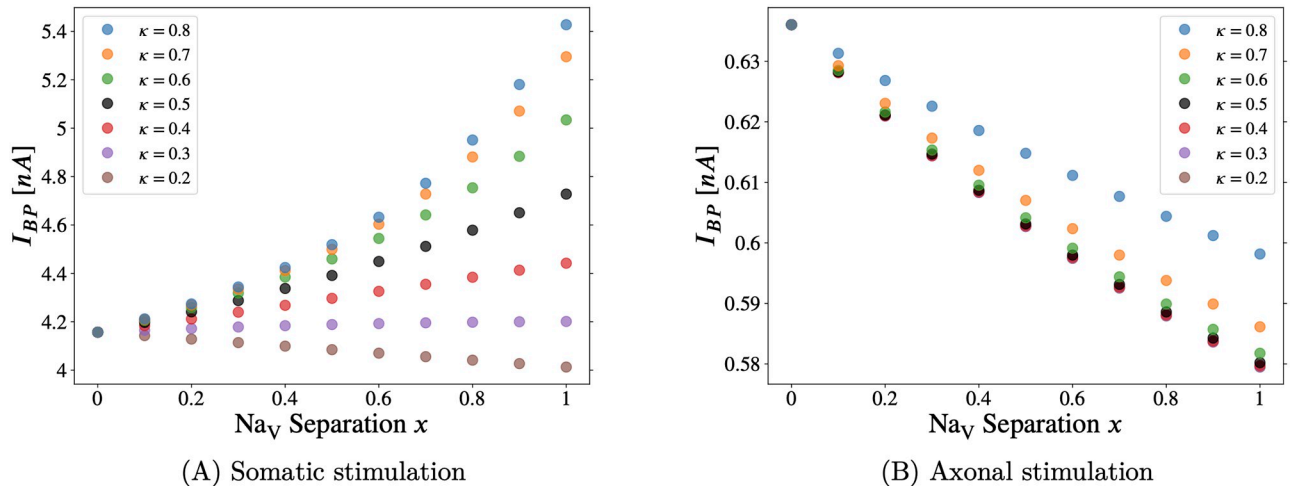 5.4
5.2
5
4.8
4.6
4.4
4.2
4
I_BP [nA]
κ = 0.8
κ = 0.7
κ = 0.6
κ = 0.5
κ = 0.4
κ = 0.3
κ = 0.2
0 0.2 0.4 0.6 0.8 1
Na_V Separation x
(A) Somatic stimulation
0.63
0.62
0.61
0.6
0.59
0.58
I_BP [nA]
κ = 0.8
κ = 0.7
κ = 0.6
κ = 0.5
κ = 0.4
κ = 0.3
κ = 0.2
0 0.2 0.4 0.6 0.8 1
Na_V Separation x
(B) Axonal stimulation